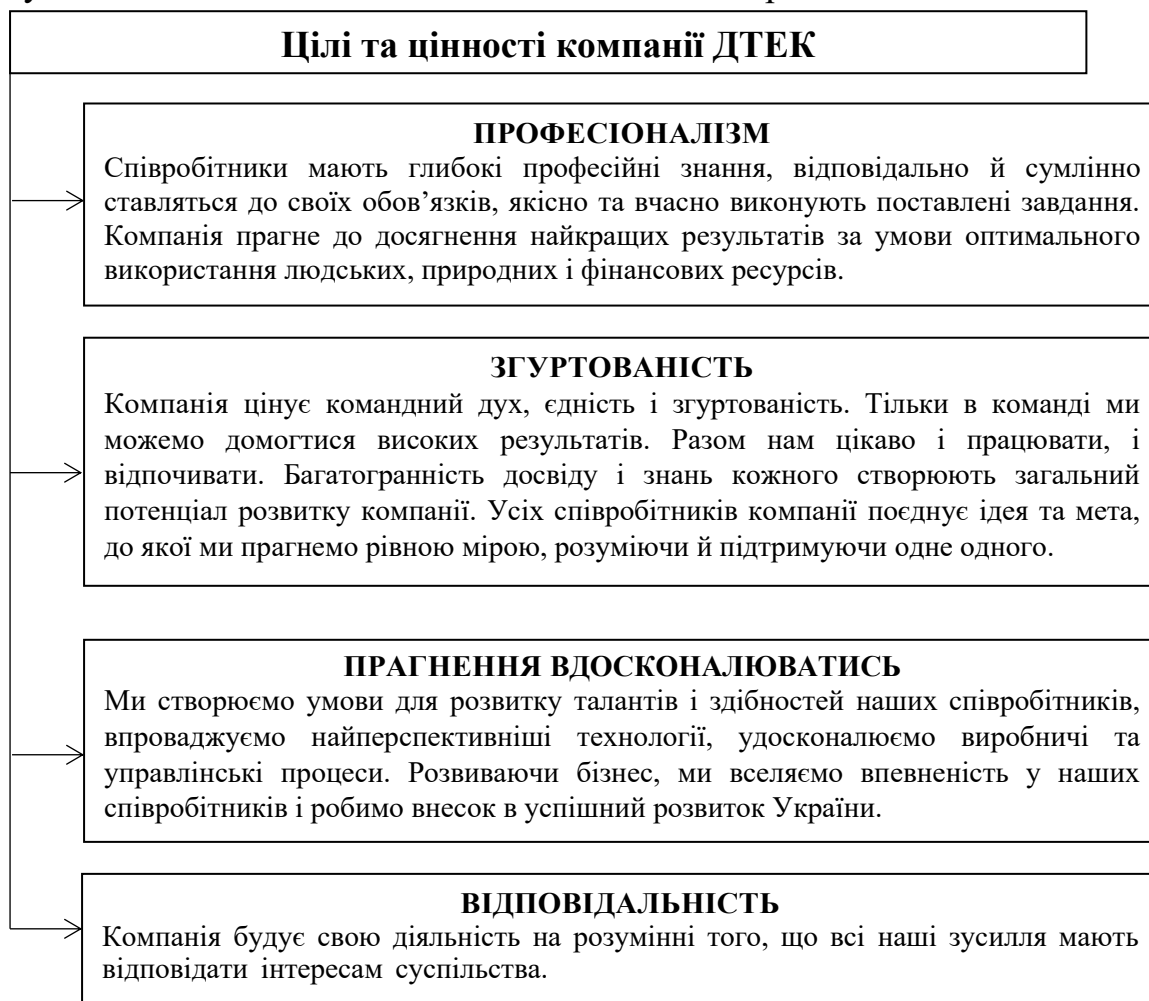 Цілі та цінності компанії ДТЕК
ПРОФЕСІОНАЛІЗМ
Співробітники мають глибокі професійні знання, відповідально й сумлінно
ставляться до своїх обов’язків, якісно та вчасно виконують поставлені завдання.
Компанія прагне до досягнення найкращих результатів за умови оптимального
використання людських, природних і фінансових ресурсів.
ЗГУРТОВАНІСТЬ
Компанія цінує командний дух, єдність і згуртованість. Тільки в команді ми
можемо домогтися високих результатів. Разом нам цікаво і працювати, і
відпочивати. Багатогранність досвіду і знань кожного створюють загальний
потенціал розвитку компанії. Усіх співробітників компанії поєднує ідея та мета,
до якої ми прагнемо рівною мірою, розуміючи й підтримуючи одне одного.
ПРАГНЕННЯ ВДОСКОНАЛЮВАТИСЬ
Ми створюємо умови для розвитку талантів і здібностей наших співробітників,
впроваджуємо найперспективніші технології, удосконалюємо виробничі та
управлінські процеси. Розвиваючи бізнес, ми вселяємо впевненість у наших
співробітників і робимо внесок в успішний розвиток України.
ВІДПОВІДАЛЬНІСТЬ
Компанія будує свою діяльність на розумінні того, що всі наші зусилля мають
відповідати інтересам суспільства.